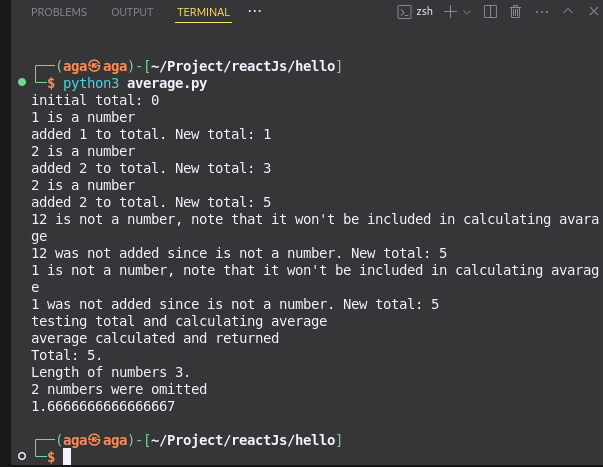 PROBLEMS OUTPUT TERMINAL ··· zsh
┌──(aga㉿aga)-[~/Project/reactJs/hello]
└─$ python3 average.py
initial total: 0
1 is a number
added 1 to total. New total: 1
2 is a number
added 2 to total. New total: 3
2 is a number
added 2 to total. New total: 5
12 is not a number, note that it won't be included in calculating avara
ge
12 was not added since is not a number. New total: 5
1 is not a number, note that it won't be included in calculating avarag
e
1 was not added since is not a number. New total: 5
testing total and calculating average
average calculated and returned
Total: 5.
Length of numbers 3.
2 numbers were omitted
1.6666666666666667
┌──(aga㉿aga)-[~/Project/reactJs/hello]
└─$